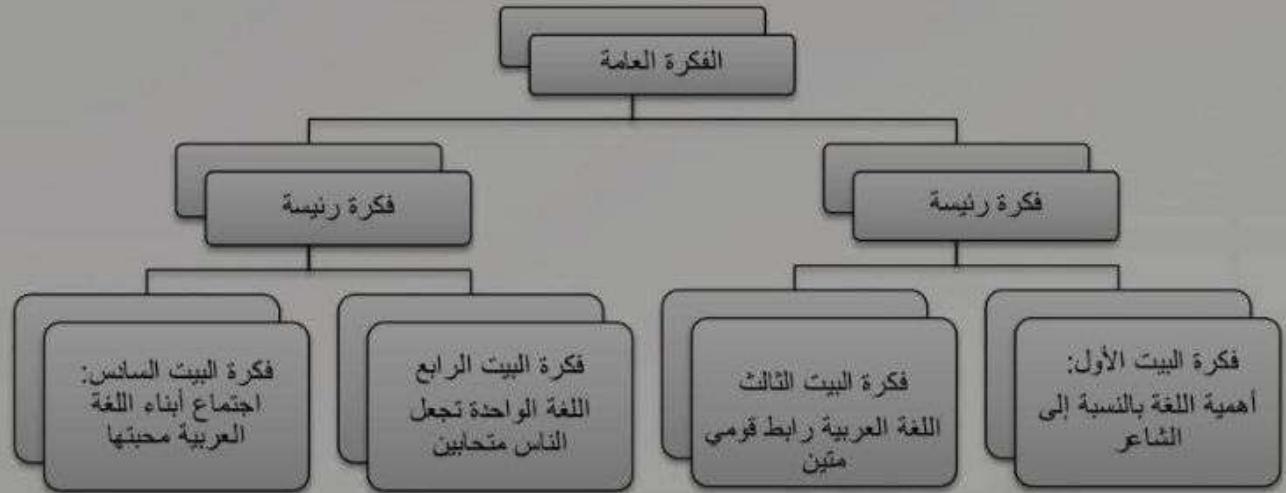 الفكرة العامة
فكرة رئيسة
فكرة رئيسة
فكرة البيت الأول:
أهمية اللغة بالنسبة إلى
الشاعر
فكرة البيت الثالث
اللغة العربية رابط قومي
متين
فكرة البيت الرابع
اللغة الواحدة تجعل
الناس متحابين
فكرة البيت السادس:
اجتماع أبناء اللغة
العربية محبتها